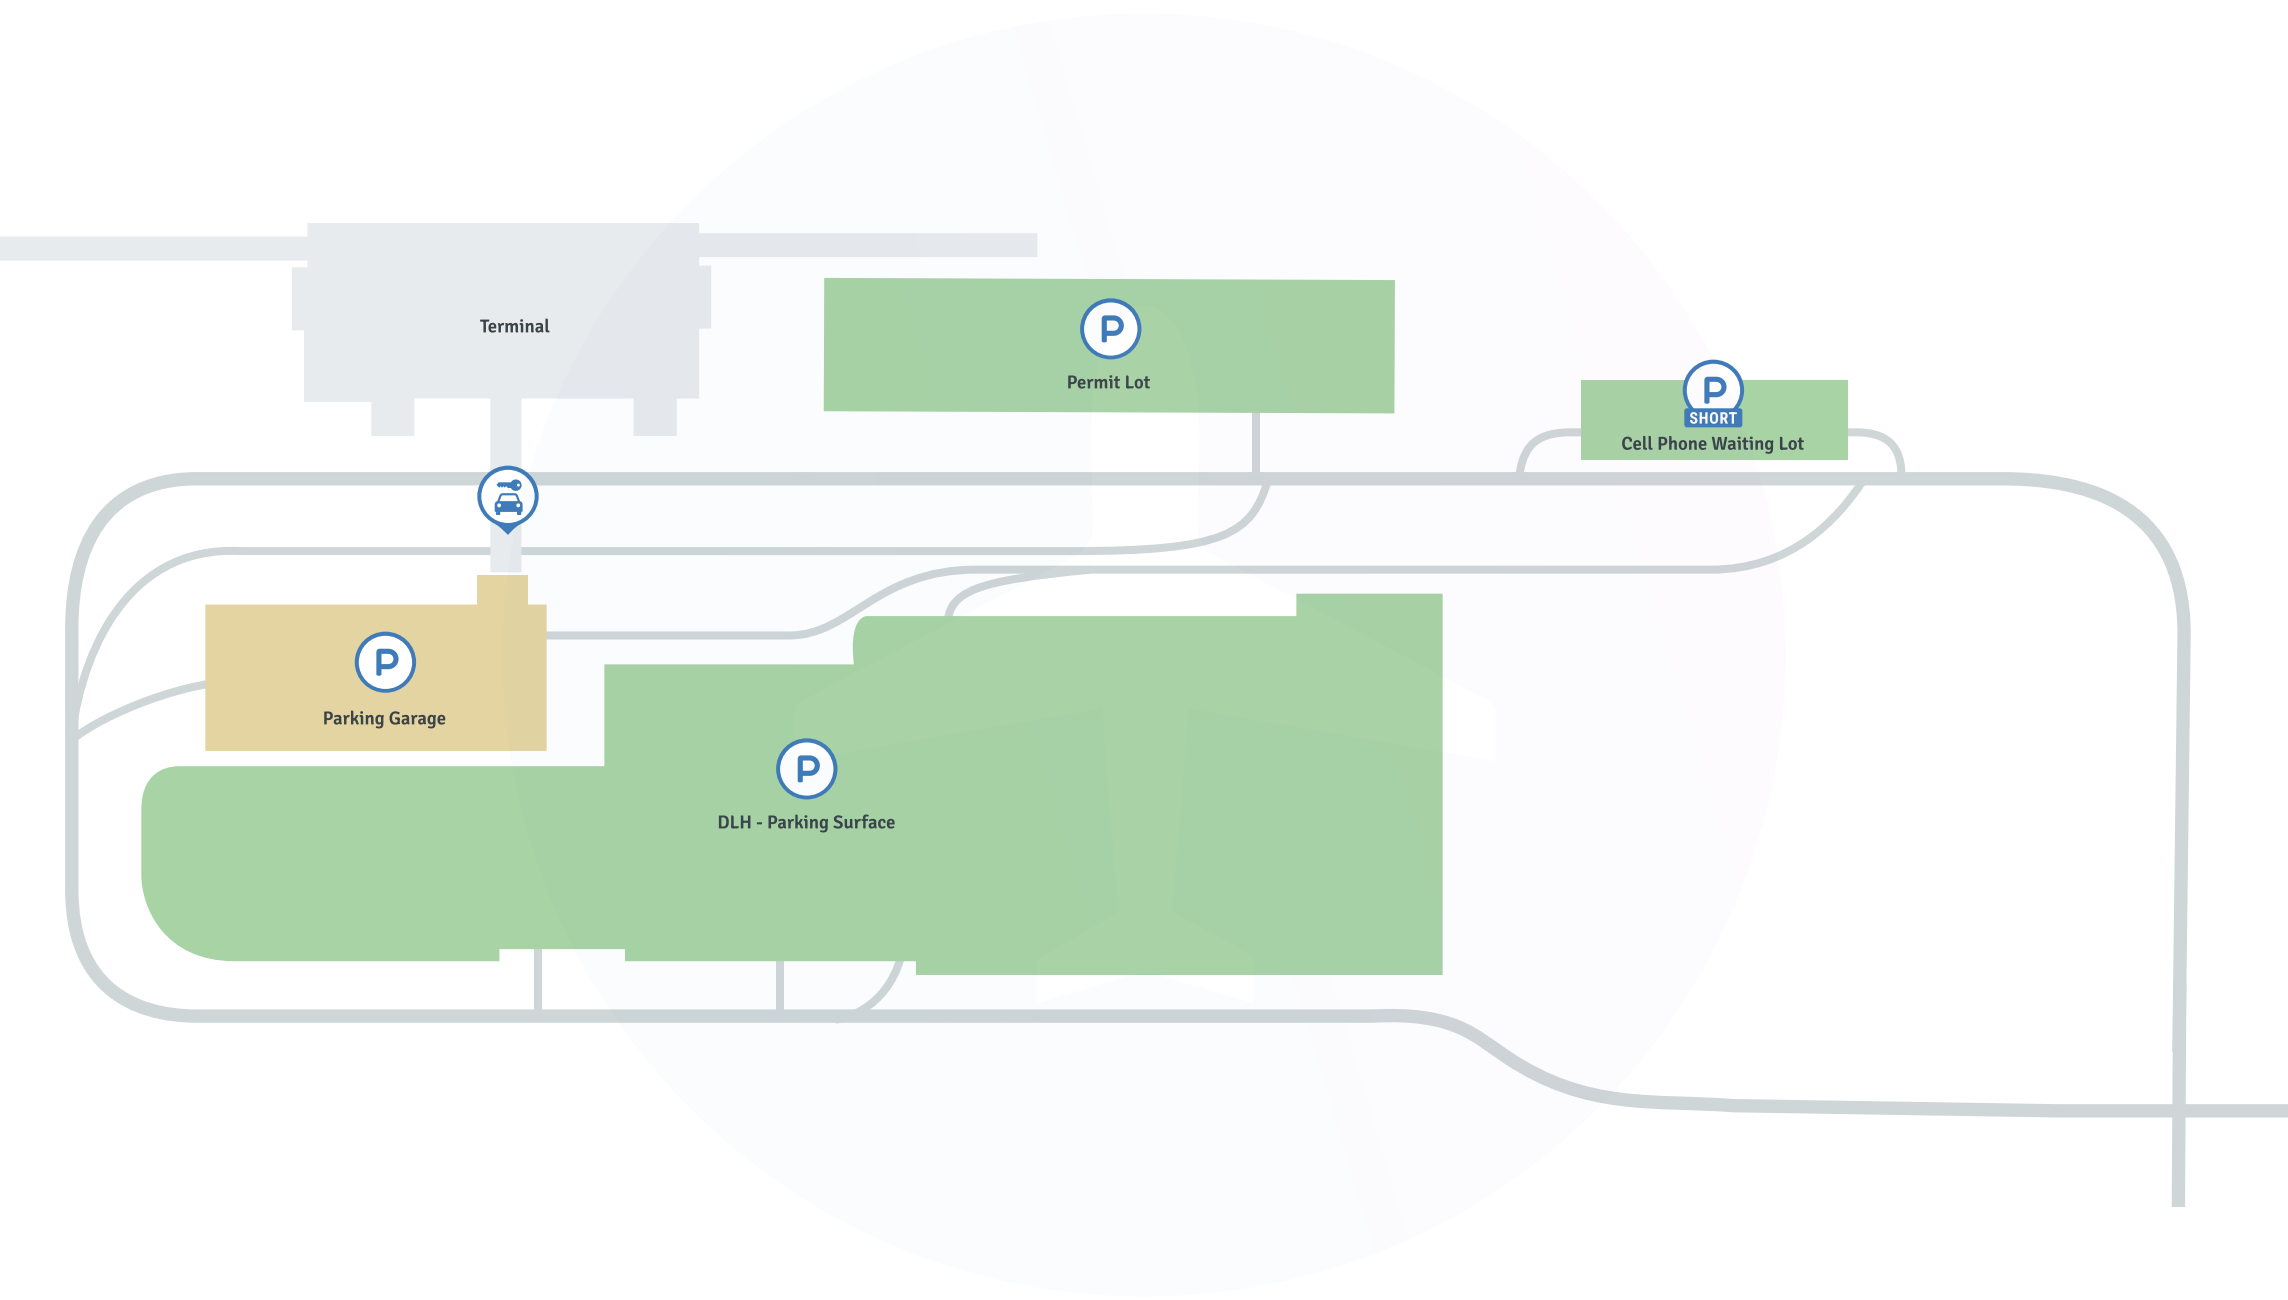 Terminal
P
Permit Lot
P
SHORT
Cell Phone Waiting Lot
P
Parking Garage
P
DLH - Parking Surface